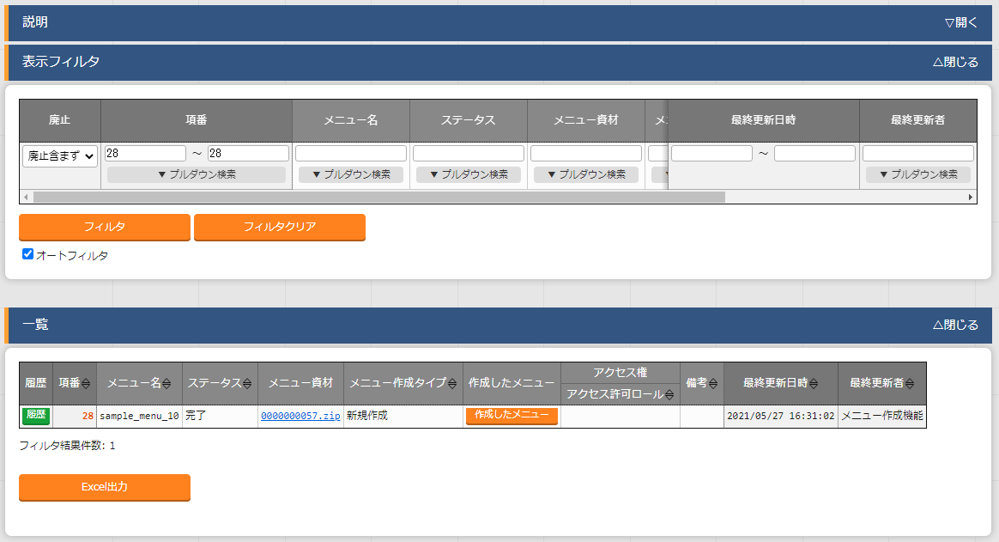 説明 ▽開く
表示フィルタ △閉じる
廃止 項番 メニュー名 ステータス メニュー資材 メニ 最終更新日時 最終更新者
廃止含まず 28 ～ 28 ～
▼ プルダウン検索 ▼ プルダウン検索 ▼ プルダウン検索 ▼ プルダウン検索 ▼ ▼ プルダウン検索
フィルタ フィルタクリア
オートフィルタ
一覧 △閉じる
履歴 項番 メニュー名 ステータス メニュー資材 メニュー作成タイプ 作成したメニュー アクセス権 備考 最終更新日時 最終更新者
アクセス許可ロール
履歴 28 sample_menu_10 完了 0000000057.zip 新規作成 作成したメニュー 2021/05/27 16:31:02 メニュー作成機能
フィルタ結果件数: 1
Excel出力